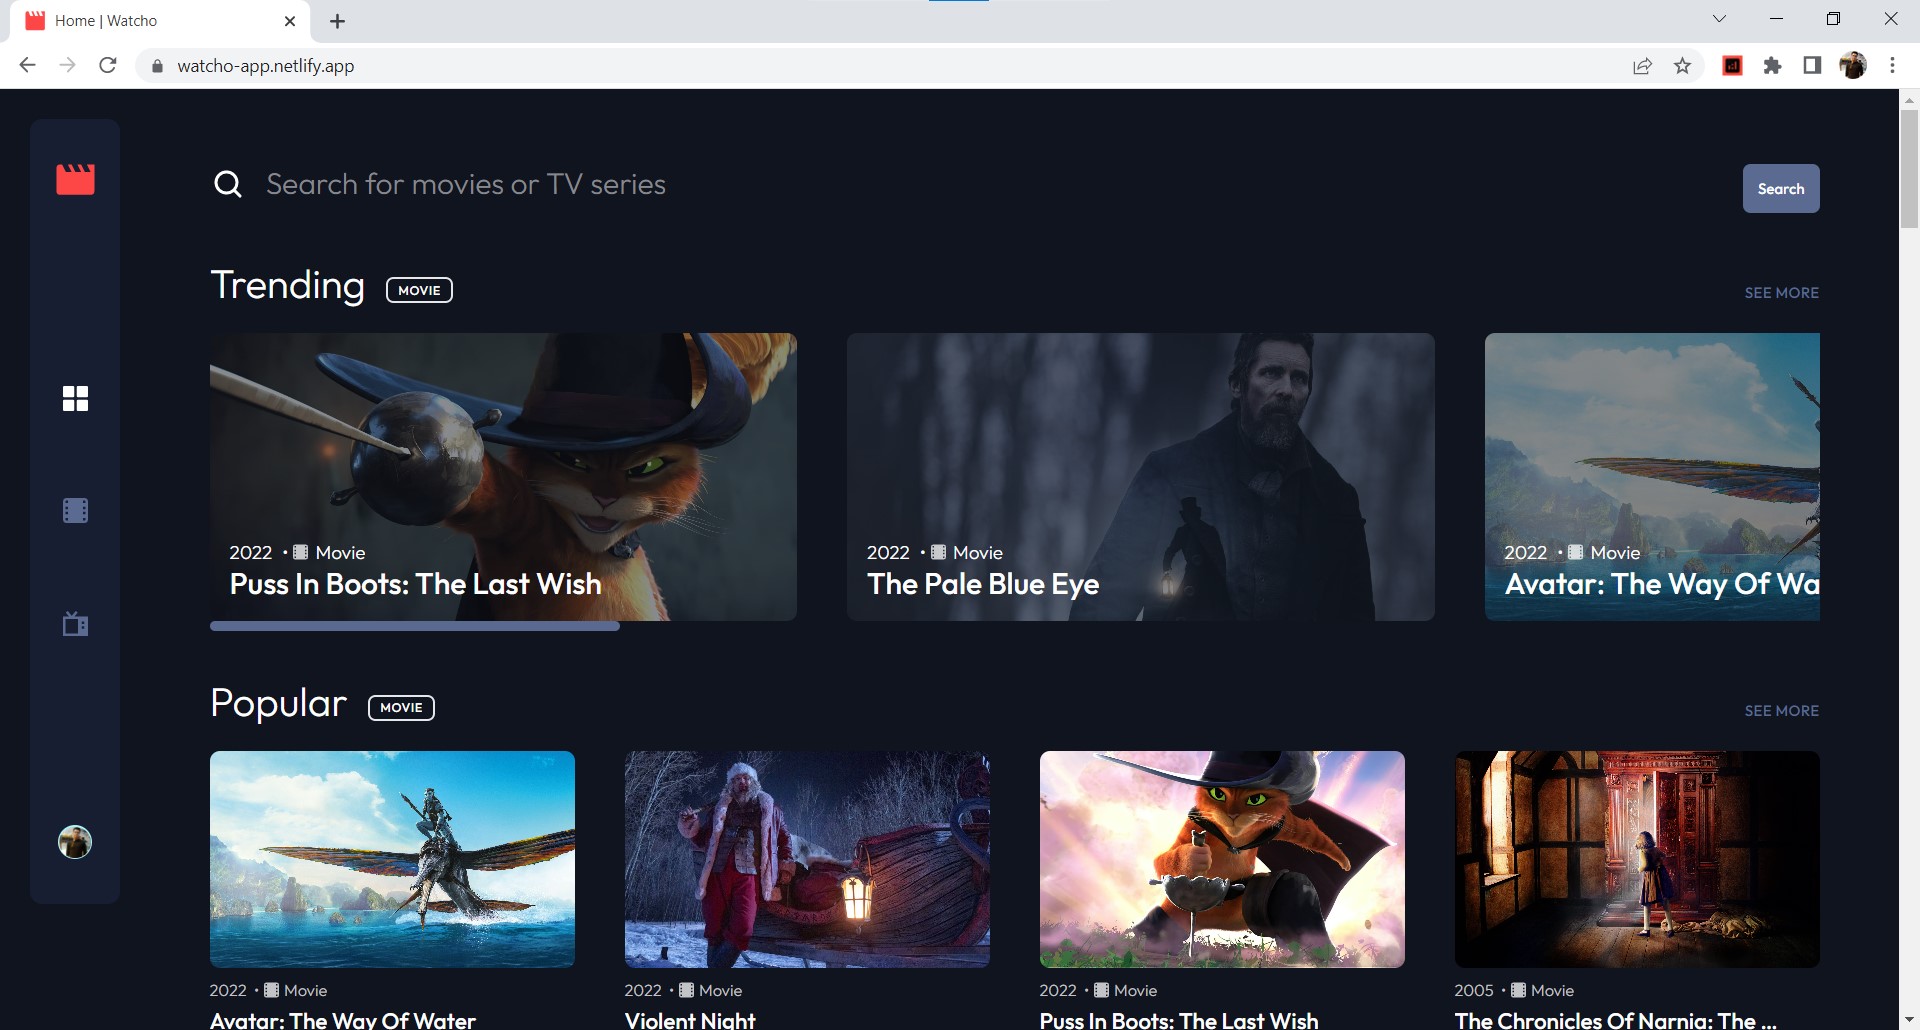 Home | Watcho
watcho-app.netlify.app
Search for movies or TV series
Search
Trending MOVIE
SEE MORE
2022 • Movie
Puss In Boots: The Last Wish
2022 • Movie
The Pale Blue Eye
2022 • Movie
Avatar: The Way Of Wa
Popular MOVIE
SEE MORE
2022 • Movie
Avatar: The Way Of Water
2022 • Movie
Violent Night
2022 • Movie
Puss In Boots: The Last Wish
2005 • Movie
The Chronicles Of Narnia: The ...